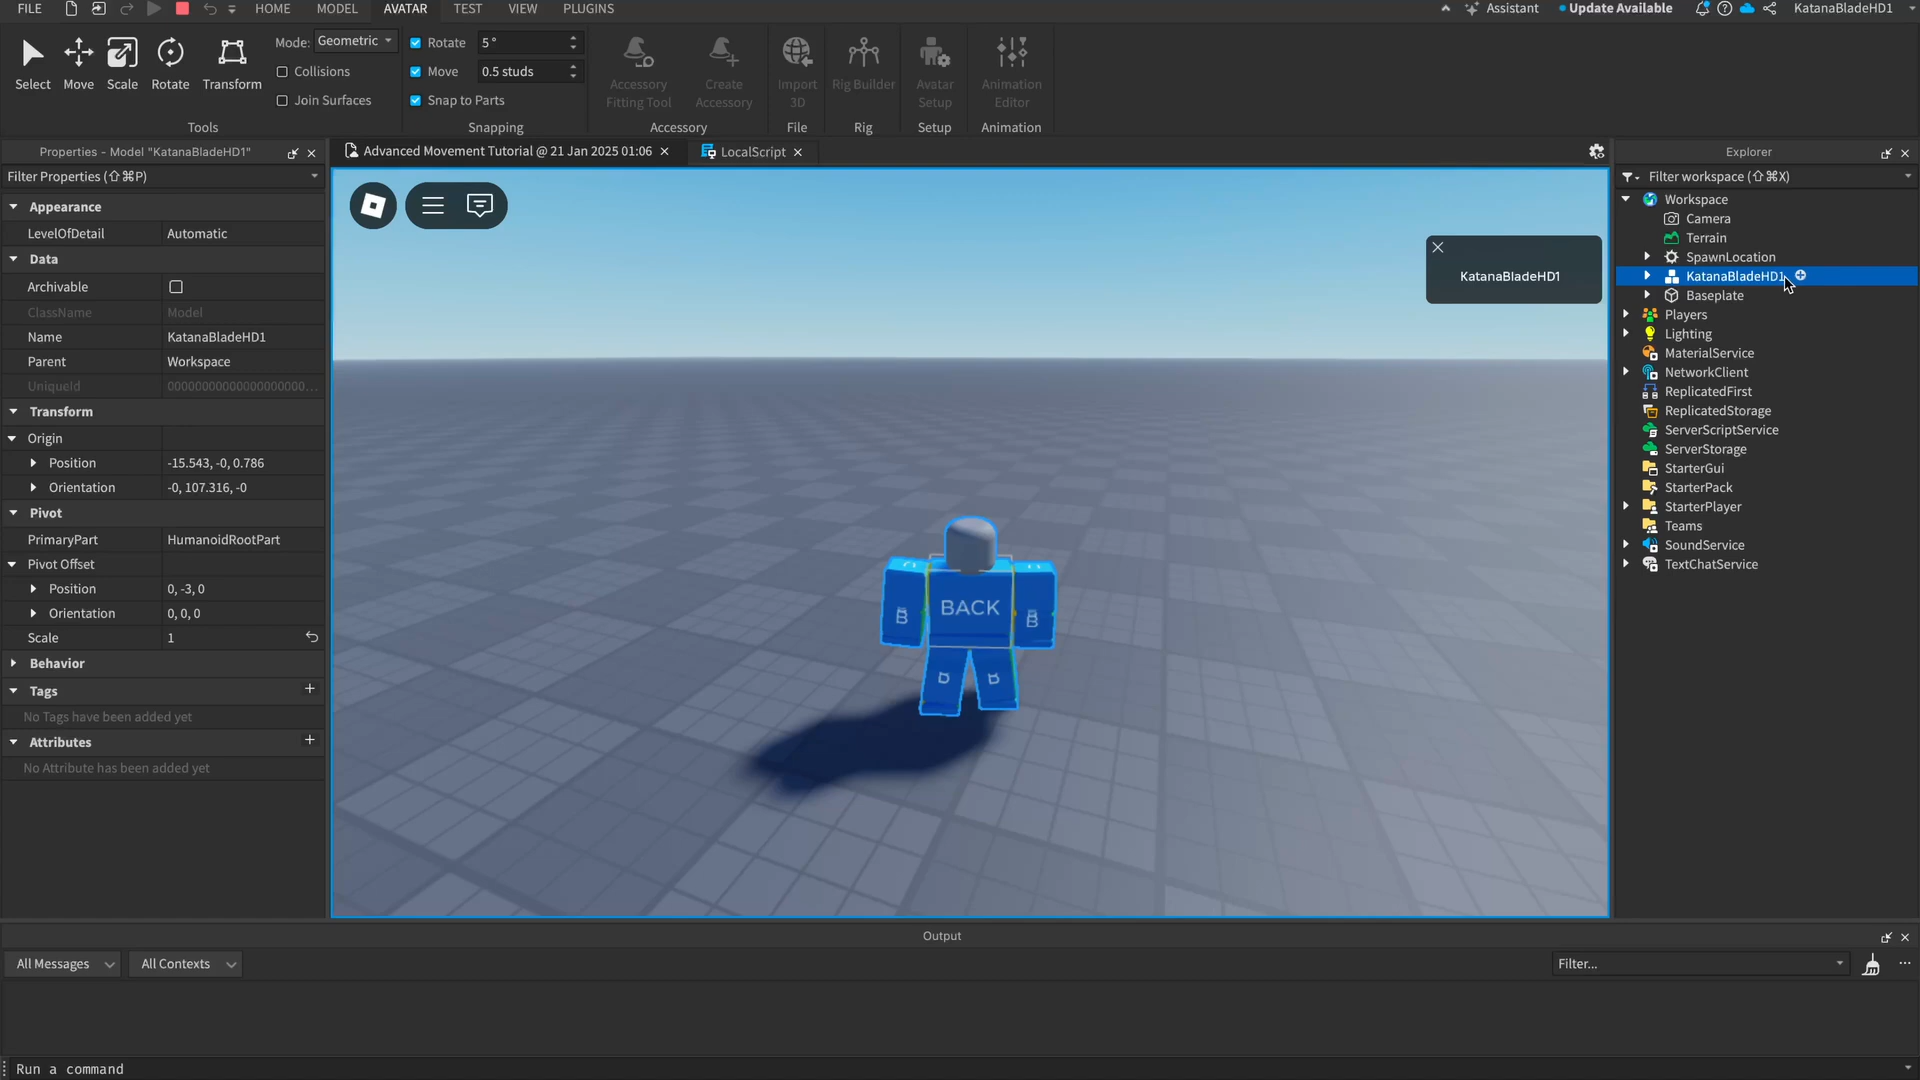 FILE HOME MODEL AVATAR TEST VIEW PLUGINS Assistant Update Available KatanaBladeHD1
Select Move Scale Rotate Transform
Mode: Geometric
Collisions
Join Surfaces
Tools
Rotate 5 °
Move 0.5 studs
Snap to Parts
Snapping
Accessory Fitting Tool
Create Accessory
Accessory
Import 3D
File
Rig Builder
Rig
Avatar Setup
Setup
Animation Editor
Animation
Properties - Model "KatanaBladeHD1"
Filter Properties (⇧⌘P)
Appearance
LevelOfDetail Automatic
Data
Archivable
ClassName Model
Name KatanaBladeHD1
Parent Workspace
UniqueId 00000000000000000000...
Transform
Origin
Position -15.543, -0, 0.786
Orientation -0, 107.316, -0
Pivot
PrimaryPart HumanoidRootPart
Pivot Offset
Position 0, -3, 0
Orientation 0, 0, 0
Scale 1
Behavior
Tags
No Tags have been added yet
Attributes
No Attribute has been added yet
Advanced Movement Tutorial @ 21 Jan 2025 01:06
LocalScript
KatanaBladeHD1
BACK
B B
D D
Explorer
Filter workspace (⇧⌘X)
Workspace
Camera
Terrain
SpawnLocation
KatanaBladeHD1
Baseplate
Players
Lighting
MaterialService
NetworkClient
ReplicatedFirst
ReplicatedStorage
ServerScriptService
ServerStorage
StarterGui
StarterPack
StarterPlayer
Teams
SoundService
TextChatService
Output
All Messages All Contexts Filter...
Run a command